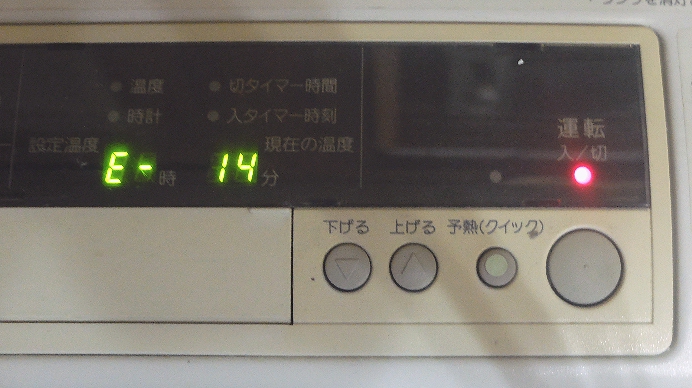 温度
切タイマー時間
時計
入タイマー時刻
運転
入/切
設定温度
現在の温度
E- 時 14 分
下げる 上げる 予熱(クイック)